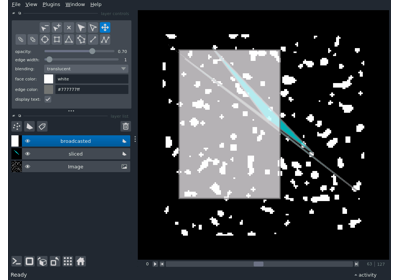 File View Plugins Window Help
opacity: 0.70
edge width: 1
blending: translucent
face color: white
edge color: #777777ff
display text: ✓
broadcasted
sliced
Image
0
Ready
activity